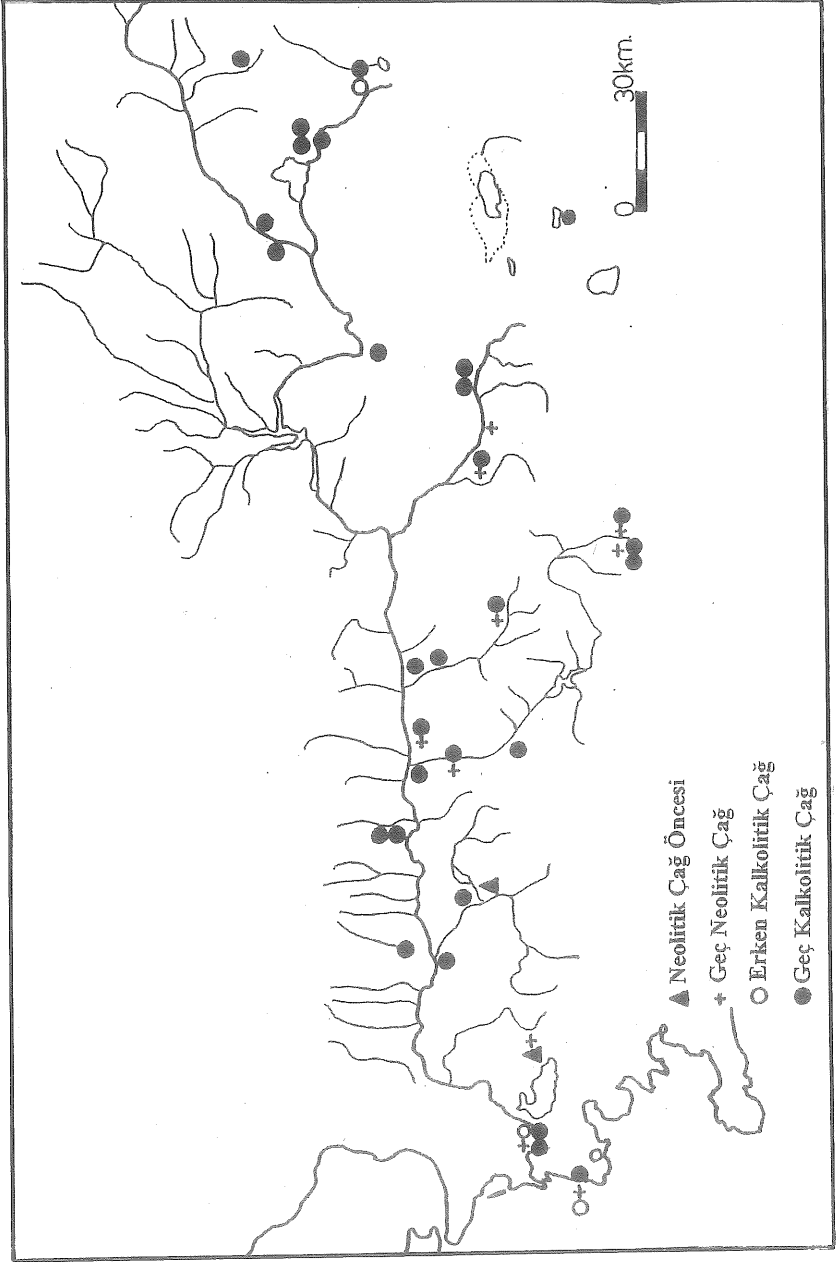 0 30km.
▲ Neolitik Çağ Öncesi
+ Geç Neolitik Çağ
○ Erken Kalkolitik Çağ
● Geç Kalkolitik Çağ